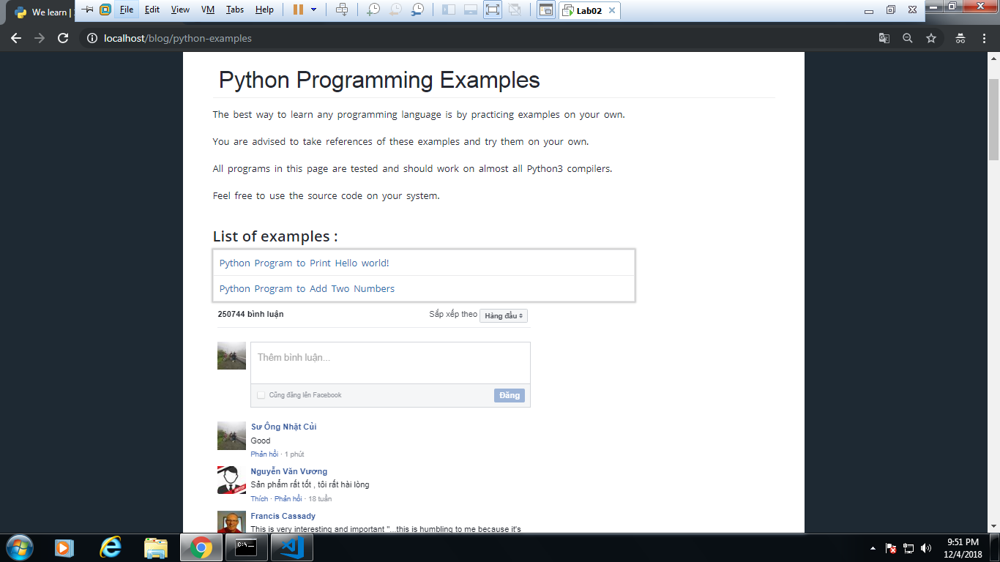 We learn |
File Edit View VM Tabs Help
Lab02
localhost/blog/python-examples
Python Programming Examples
The best way to learn any programming language is by practicing examples on your own.
You are advised to take references of these examples and try them on your own.
All programs in this page are tested and should work on almost all Python3 compilers.
Feel free to use the source code on your system.
List of examples :
Python Program to Print Hello world!
Python Program to Add Two Numbers
250744 bình luận Sắp xếp theo Hàng đầu
Thêm bình luận...
Cũng đăng lên Facebook Đăng
Sư Ông Nhặt Củi
Good
Phản hồi · 1 phút
Nguyễn Văn Vương
Sản phẩm rất tốt , tôi rất hài lòng
Thích · Phản hồi · 18 tuần
Francis Cassady
This is very interesting and important "...this is humbling to me because it's
9:51 PM
12/4/2018